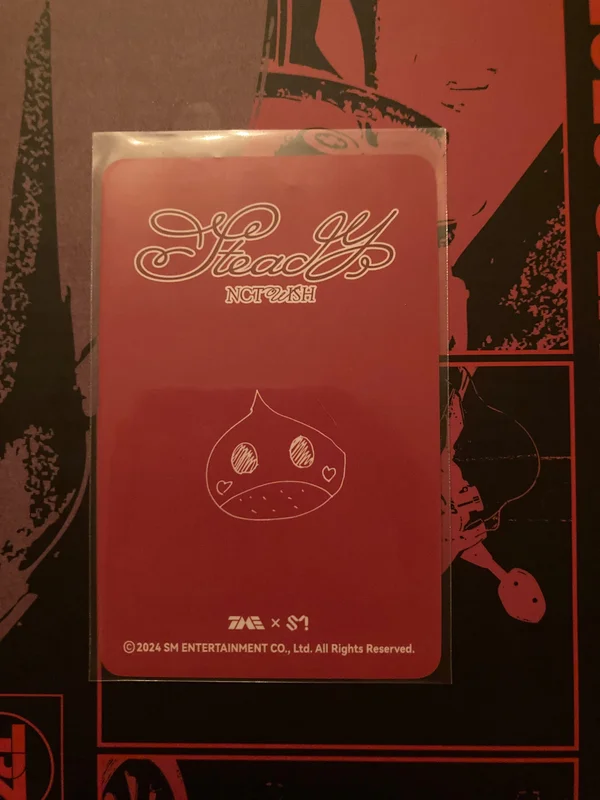 Steady
NCT WISH
TME × SM
©2024 SM ENTERTAINMENT CO., Ltd. All Rights Reserved.